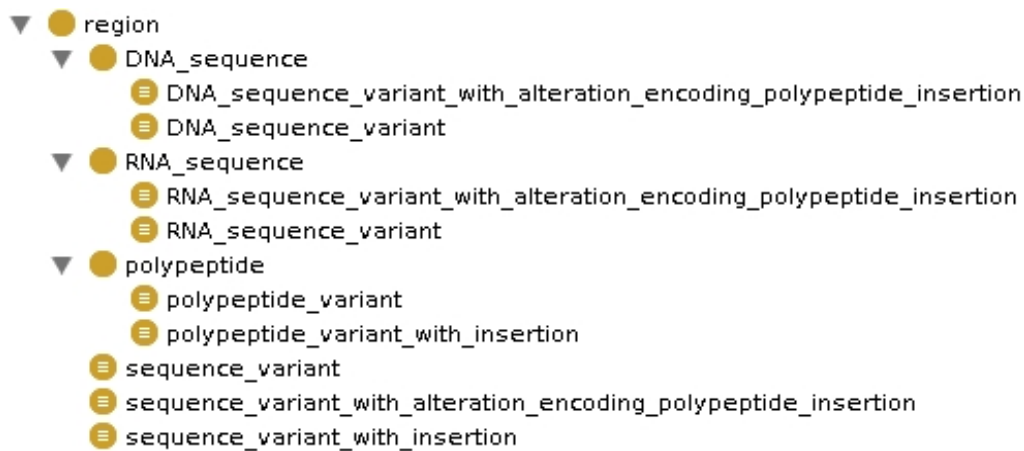 region
DNA_sequence
DNA_sequence_variant_with_alteration_encoding_polypeptide_insertion
DNA_sequence_variant
RNA_sequence
RNA_sequence_variant_with_alteration_encoding_polypeptide_insertion
RNA_sequence_variant
polypeptide
polypeptide_variant
polypeptide_variant_with_insertion
sequence_variant
sequence_variant_with_alteration_encoding_polypeptide_insertion
sequence_variant_with_insertion